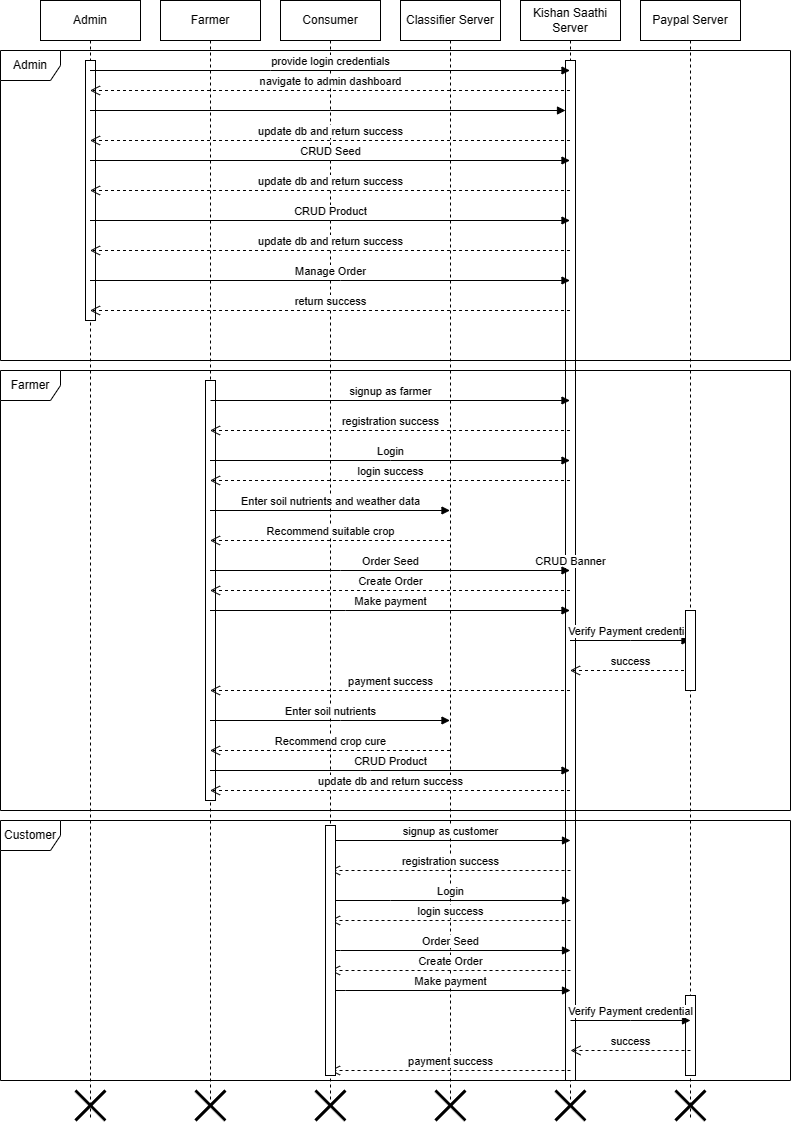 Admin
Farmer
Consumer
Classifier Server
Kishan Saathi
Server
Paypal Server
Admin
provide login credentials
navigate to admin dashboard
update db and return success
CRUD Seed
update db and return success
CRUD Product
update db and return success
Manage Order
return success
Farmer
signup as farmer
registration success
Login
login success
Enter soil nutrients and weather data
Recommend suitable crop
Order Seed
CRUD Banner
Create Order
Make payment
Verify Payment credenti
success
payment success
Enter soil nutrients
Recommend crop cure
CRUD Product
update db and return success
Customer
signup as customer
registration success
Login
login success
Order Seed
Create Order
Make payment
Verify Payment credential
success
payment success